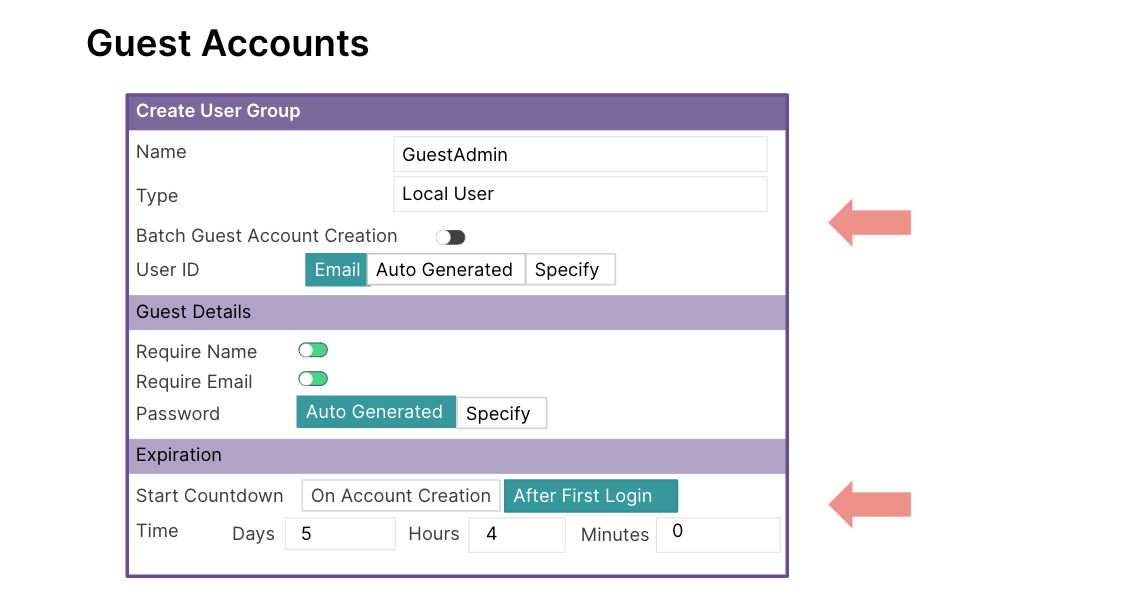 Guest Accounts
Create User Group
Name GuestAdmin
Type Local User
Batch Guest Account Creation
User ID Email Auto Generated Specify
Guest Details
Require Name
Require Email
Password Auto Generated Specify
Expiration
Start Countdown On Account Creation After First Login
Time Days 5 Hours 4 Minutes 0